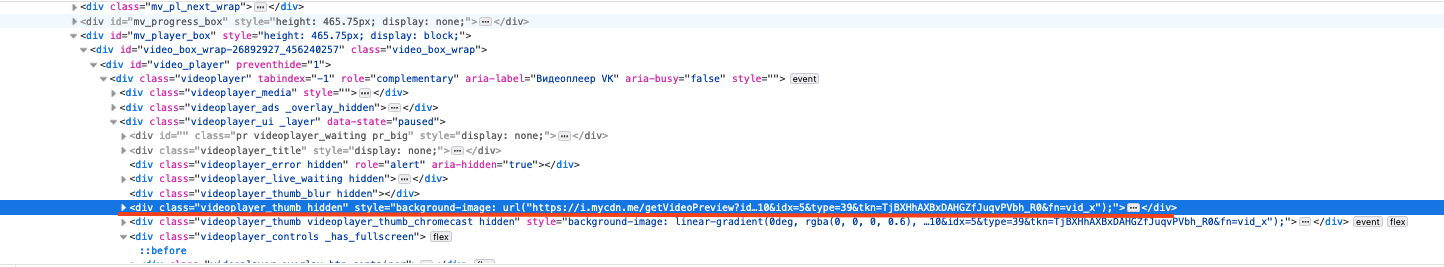 <div class="mv_pl_next_wrap">…</div>
<div id="mv_progress_box" style="height: 465.75px; display: none;">…</div>
<div id="mv_player_box" style="height: 465.75px; display: block;">
<div id="video_box_wrap-26892927_456240257" class="video_box_wrap">
<div id="video_player" preventhide="1">
<div class="videoplayer" tabindex="-1" role="complementary" aria-label="Видеоплеер VK" aria-busy="false" style=""> event
<div class="videoplayer_media" style="">…</div>
<div class="videoplayer_ads _overlay_hidden">…</div>
<div class="videoplayer_ui _layer" data-state="paused">
<div id="" class="pr videoplayer_waiting pr_big" style="display: none;">…</div>
<div class="videoplayer_title" style="display: none;">…</div>
<div class="videoplayer_error hidden" role="alert" aria-hidden="true"></div>
<div class="videoplayer_live_waiting hidden">…</div>
<div class="videoplayer_thumb_blur hidden"></div>
<div class="videoplayer_thumb hidden" style="background-image: url("https://i.mycdn.me/getVideoPreview?id…10&idx=5&type=39&tkn=TjBXHhAXBxDAHGZfJuqvPVbh_R0&fn=vid_x");">…</div>
<div class="videoplayer_thumb videoplayer_thumb_chromecast hidden" style="background-image: linear-gradient(0deg, rgba(0, 0, 0, 0.6), …10&idx=5&type=39&tkn=TjBXHhAXBxDAHGZfJuqvPVbh_R0&fn=vid_x");">…</div> event flex
<div class="videoplayer_controls _has_fullscreen"> flex
::before